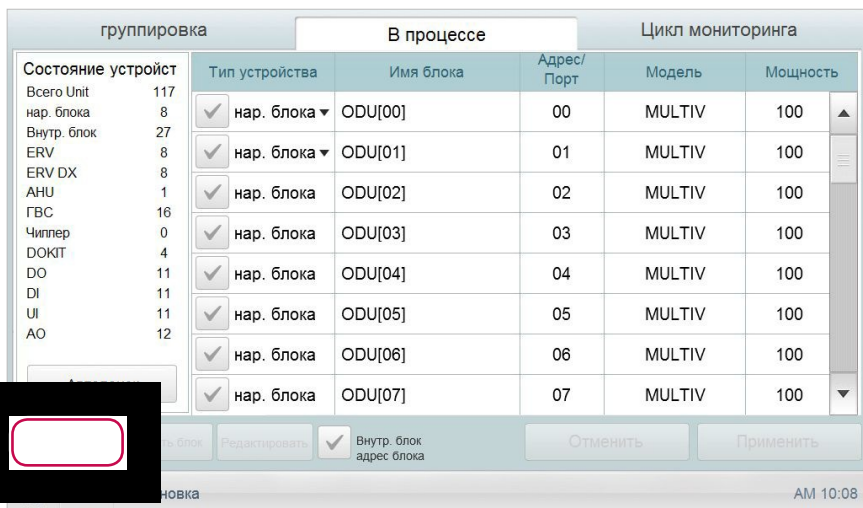 группировка
В процессе
Цикл мониторинга
Состояние устройст
Всего Unit 117
нар. блока 8
Внутр. блок 27
ERV 8
ERV DX 8
AHU 1
ГВС 16
Чиллер 0
DOKIT 4
DO 11
DI 11
UI 11
AO 12
Тип устройства Имя блока Адрес/ Порт Модель Мощность
нар. блока ODU[00] 00 MULTIV 100
нар. блока ODU[01] 01 MULTIV 100
нар. блока ODU[02] 02 MULTIV 100
нар. блока ODU[03] 03 MULTIV 100
нар. блока ODU[04] 04 MULTIV 100
нар. блока ODU[05] 05 MULTIV 100
нар. блока ODU[06] 06 MULTIV 100
нар. блока ODU[07] 07 MULTIV 100
блок
Редактировать
Внутр. блок
адрес блока
Отменить
Применить
новка
AM 10:08